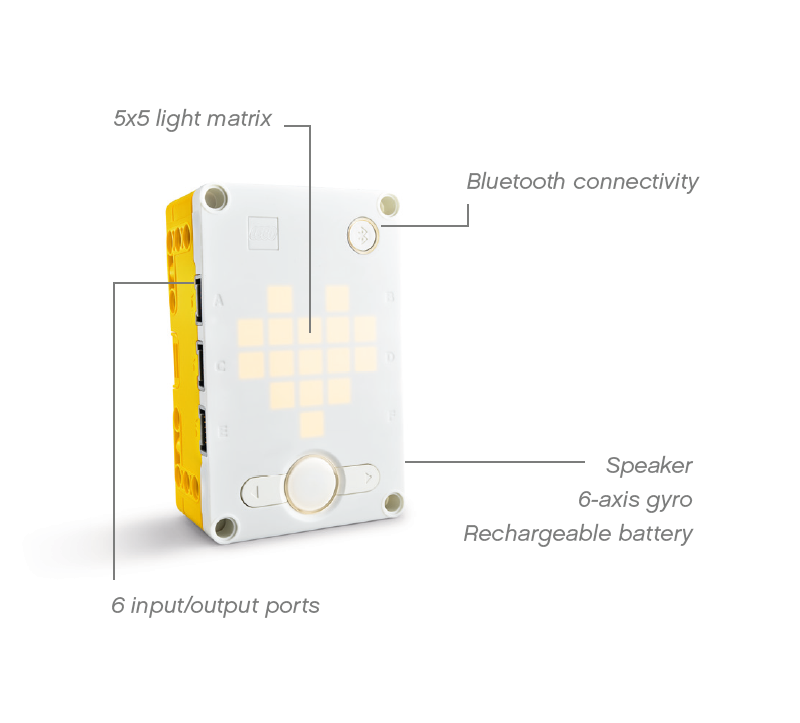 5x5 light matrix
Bluetooth connectivity
A
B
C
D
E
F
Speaker
6-axis gyro
Rechargeable battery
6 input/output ports